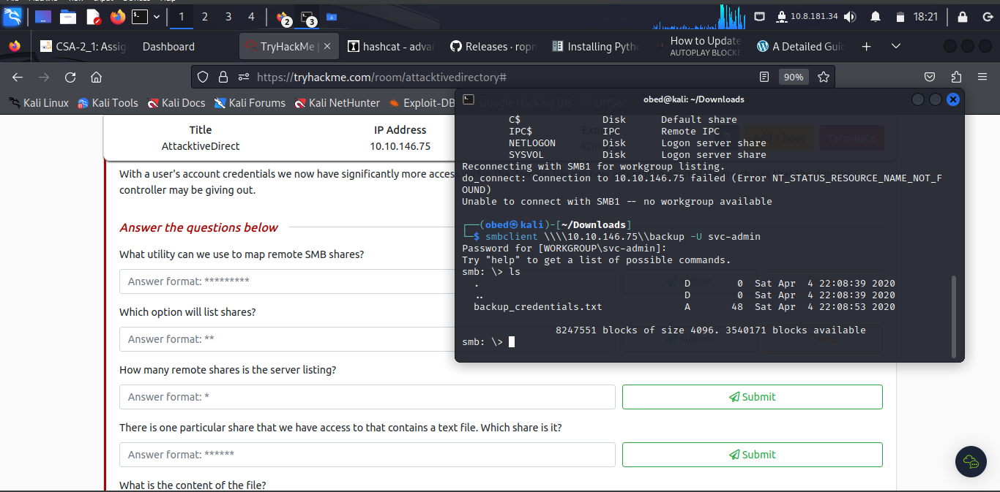 1
2
3
4
2
3
10.8.181.34
18:21
CSA-2_1: Assig
Dashboard
TryHackMe |
hashcat - advan
Releases · ropn
Installing Pytho
How to Update
AUTOPLAY BLOCKE
A Detailed Guid
https://tryhackme.com/room/attacktivedirectory#
90%
Kali Linux
Kali Tools
Kali Docs
Kali Forums
Kali NetHunter
Exploit-DB
Google Hacking DB
OffSec
Title
AttacktiveDirect
IP Address
10.10.146.75
Add 1 hour
Terminate
With a user's account credentials we now have significantly more access
controller may be giving out.
Answer the questions below
What utility can we use to map remote SMB shares?
Answer format: *********
Which option will list shares?
Answer format: **
How many remote shares is the server listing?
Answer format: *
Submit
There is one particular share that we have access to that contains a text file. Which share is it?
Answer format: ******
Submit
What is the content of the file?
obed@kali: ~/Downloads
C$ Disk Default share
IPC$ IPC Remote IPC
NETLOGON Disk Logon server share
SYSVOL Disk Logon server share
Reconnecting with SMB1 for workgroup listing.
do_connect: Connection to 10.10.146.75 failed (Error NT_STATUS_RESOURCE_NAME_NOT_F
OUND)
Unable to connect with SMB1 -- no workgroup available
┌──(obed㉿kali)-[~/Downloads]
└─$ smbclient \\\\10.10.146.75\\backup -U svc-admin
Password for [WORKGROUP\svc-admin]:
Try "help" to get a list of possible commands.
smb: \> ls
. D 0 Sat Apr 4 22:08:39 2020
.. D 0 Sat Apr 4 22:08:39 2020
backup_credentials.txt A 48 Sat Apr 4 22:08:53 2020
8247551 blocks of size 4096. 3540171 blocks available
smb: \>